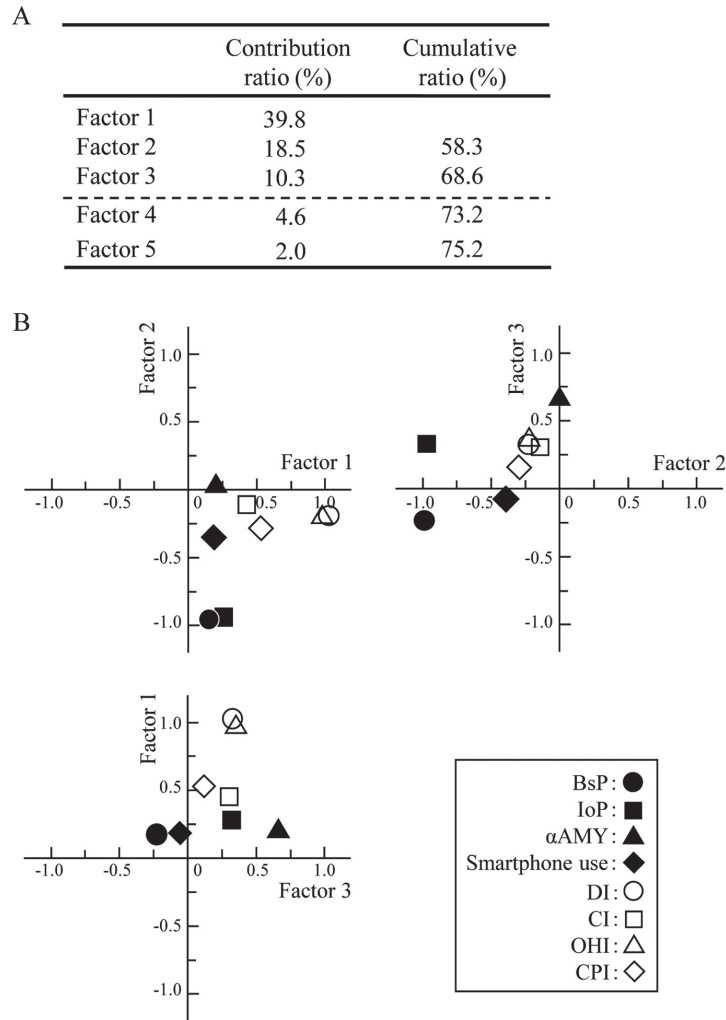 A
Contribution Cumulative
ratio (%) ratio (%)
Factor 1 39.8
Factor 2 18.5 58.3
Factor 3 10.3 68.6
Factor 4 4.6 73.2
Factor 5 2.0 75.2
B
Factor 2
1.0
0.5
Factor 1
-1.0 -0.5 0 0.5 1.0
-0.5
-1.0
Factor 3
1.0
0.5
Factor 2
-1.0 -0.5 0 0.5 1.0
-0.5
-1.0
Factor 1
1.0
0.5
-1.0 -0.5 0 0.5 1.0
Factor 3
-0.5
-1.0
BsP :
IoP :
αAMY :
Smartphone use :
DI :
CI :
OHI :
CPI :